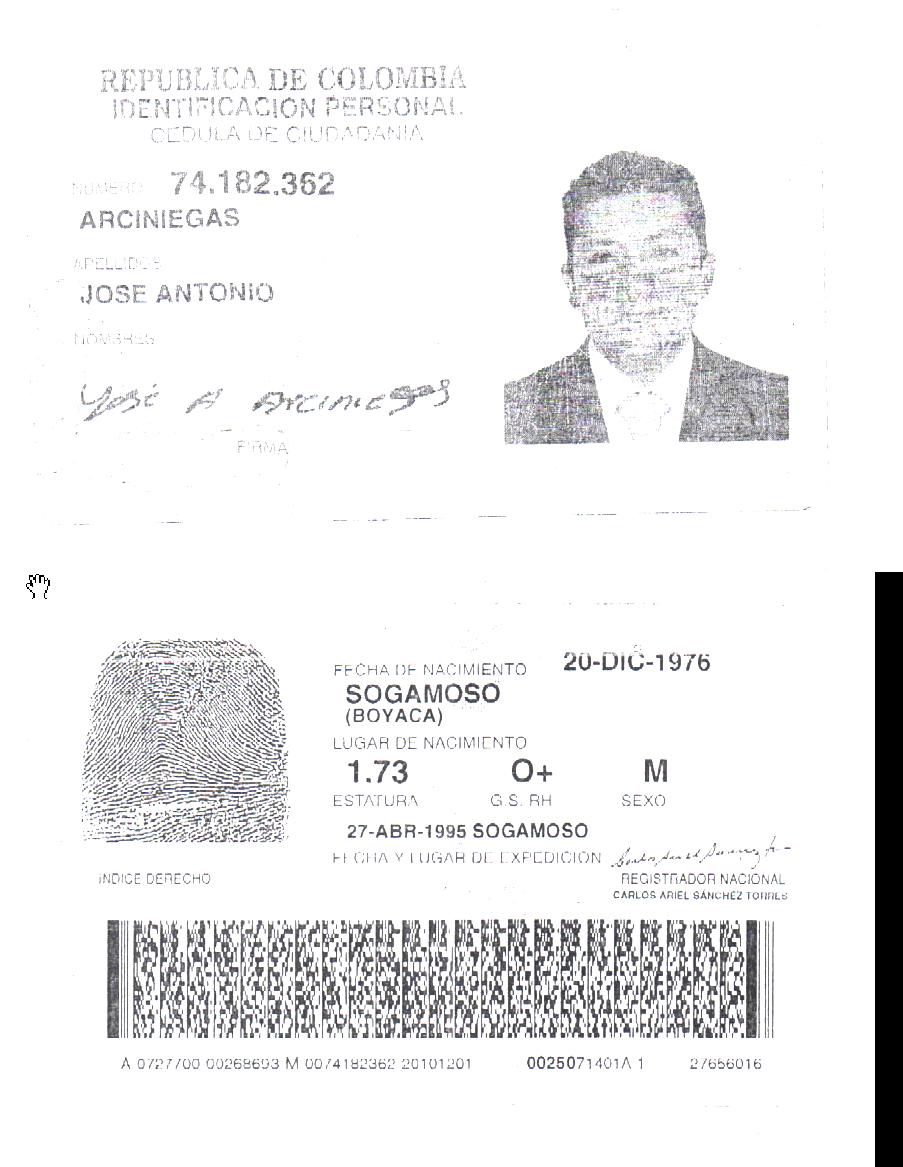 REPUBLICA DE COLOMBIA
IDENTIFICACION PERSONAL
CEDULA DE CIUDADANIA
NUMERO 74.182.362
ARCINIEGAS
APELLIDOS
JOSE ANTONIO
NOMBRES
José A Arciniegas
FIRMA
FECHA DE NACIMIENTO 20-DIC-1976
SOGAMOSO
(BOYACA)
LUGAR DE NACIMIENTO
1.73 O+ M
ESTATURA G.S. RH SEXO
27-ABR-1995 SOGAMOSO
FECHA Y LUGAR DE EXPEDICION
INDICE DERECHO
REGISTRADOR NACIONAL
CARLOS ARIEL SÁNCHEZ TORRES
A 0727700 00268693 M 0074182362 20101201 0025071401A 1 27656016